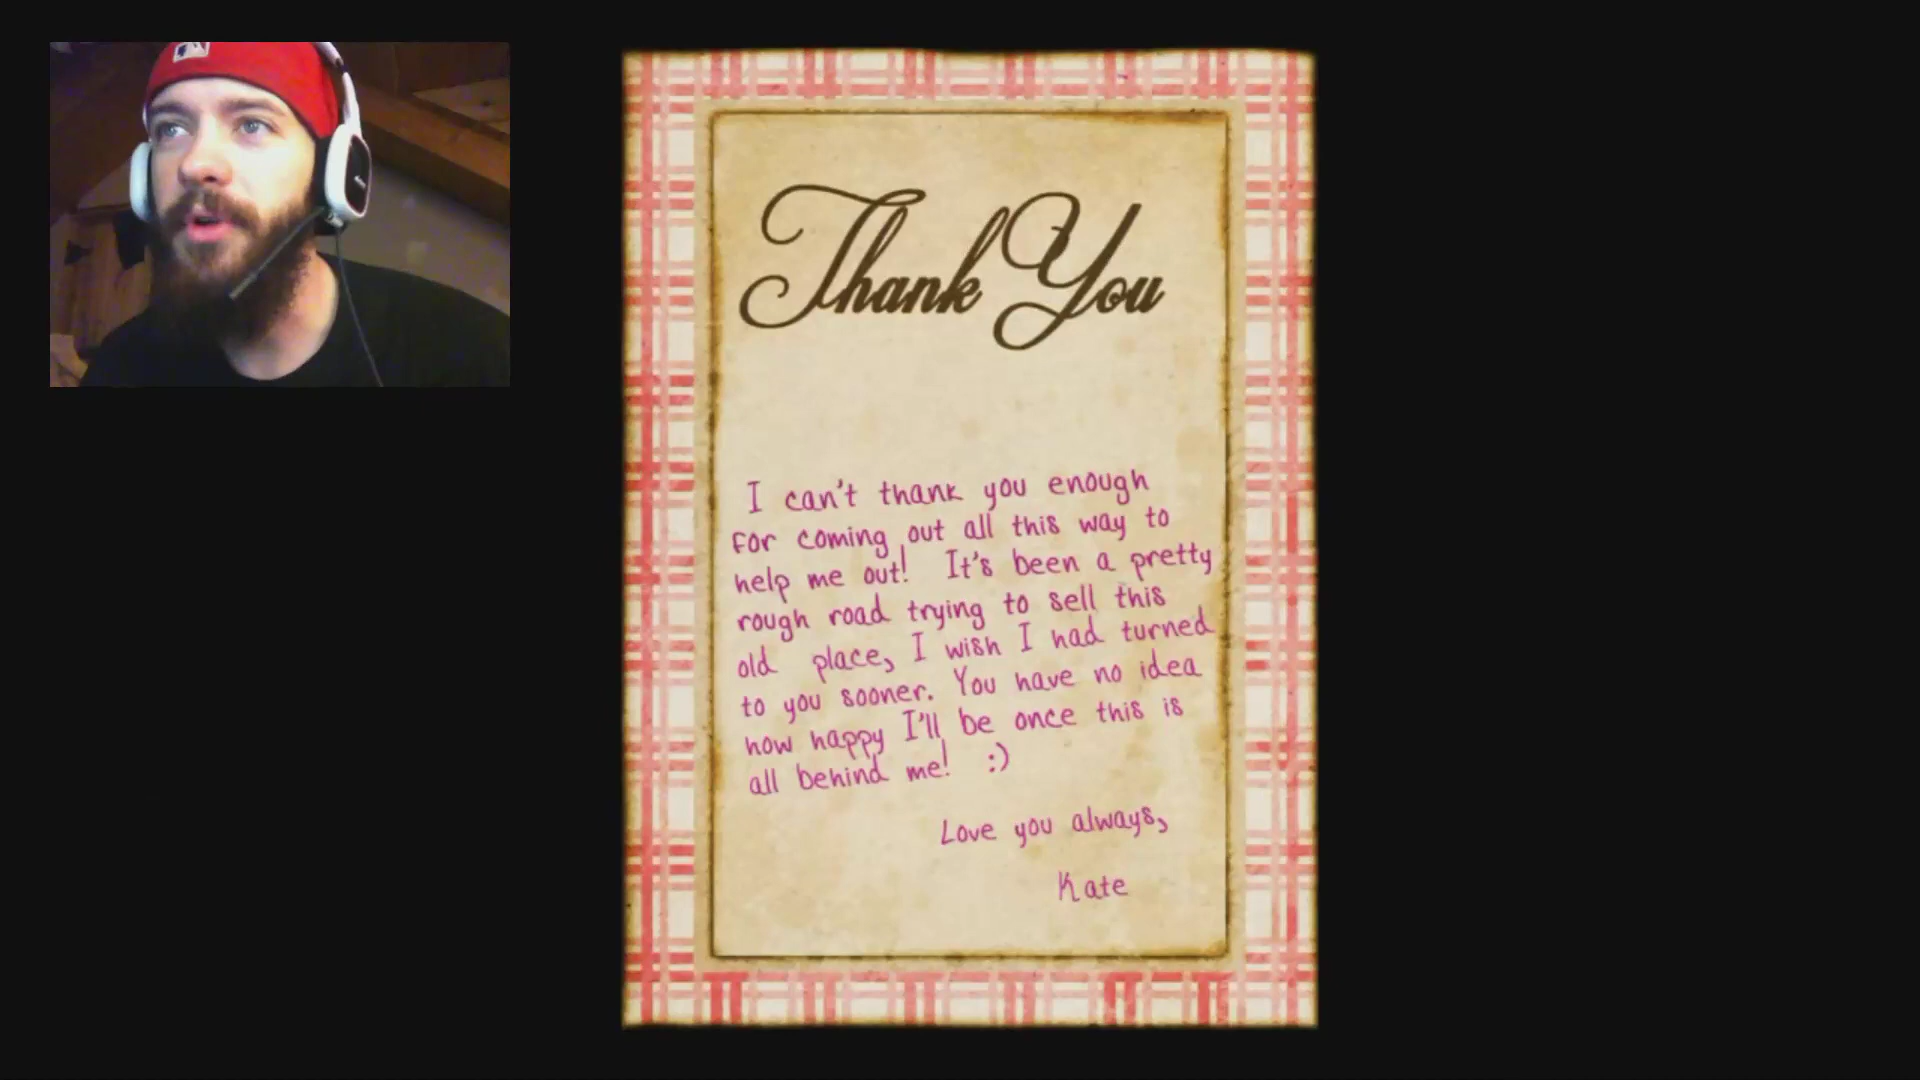 Thank You
I can't thank you enough
for coming out all this way to
help me out! It's been a pretty
rough road trying to sell this
old place, I wish I had turned
to you sooner. You have no idea
how happy I'll be once this is
all behind me! :)
Love you always,
Kate